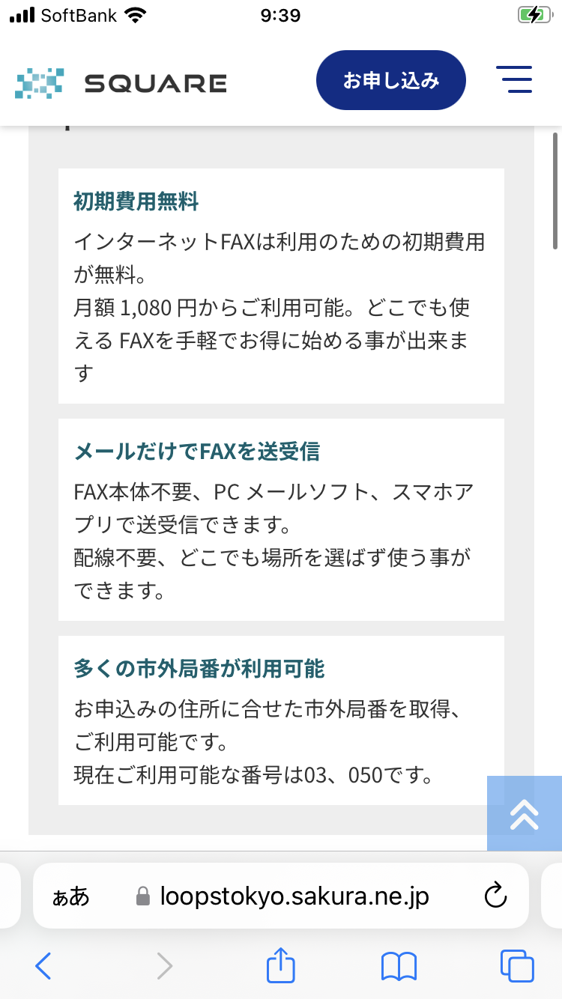 SoftBank 9:39
SQUARE お申し込み
初期費用無料
インターネットFAXは利用のための初期費用
が無料。
月額 1,080 円からご利用可能。どこでも使
える FAXを手軽でお得に始める事が出来ま
す
メールだけでFAXを送受信
FAX本体不要、PC メールソフト、スマホア
プリで送受信できます。
配線不要、どこでも場所を選ばず使う事が
できます。
多くの市外局番が利用可能
お申込みの住所に合せた市外局番を取得、
ご利用可能です。
現在ご利用可能な番号は03、050です。
ぁあ loopstokyo.sakura.ne.jp